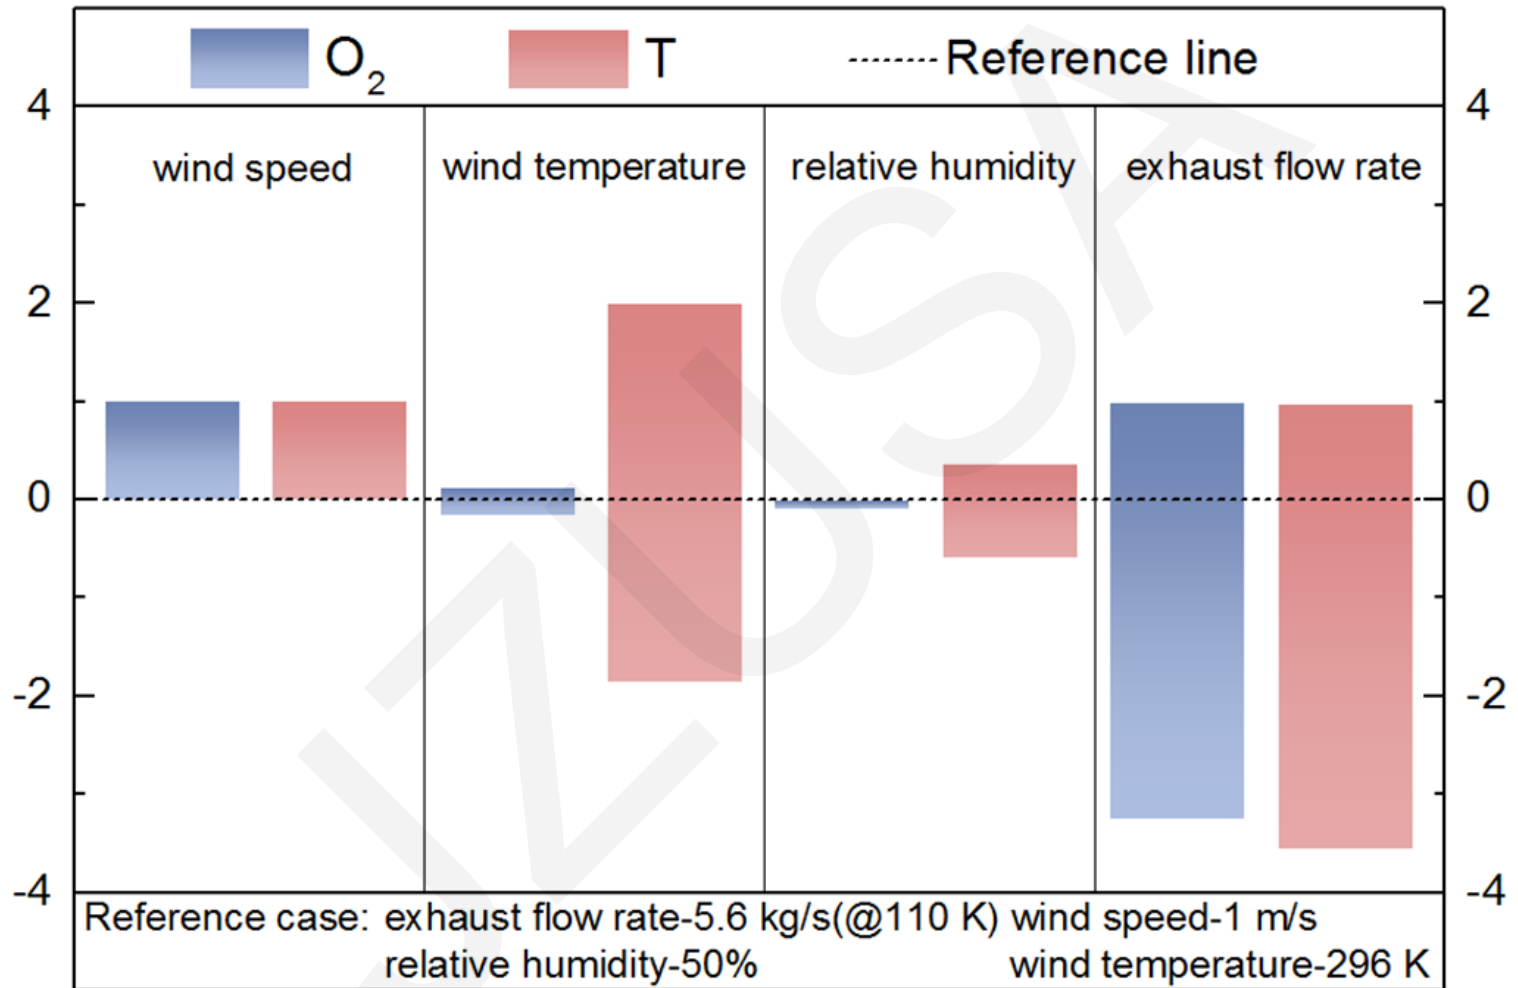 O₂ T Reference line
4 4
wind speed wind temperature relative humidity exhaust flow rate
2 2
0 0
-2 -2
-4 -4
Reference case: exhaust flow rate-5.6 kg/s(@110 K) wind speed-1 m/s
relative humidity-50% wind temperature-296 K
JZUSA